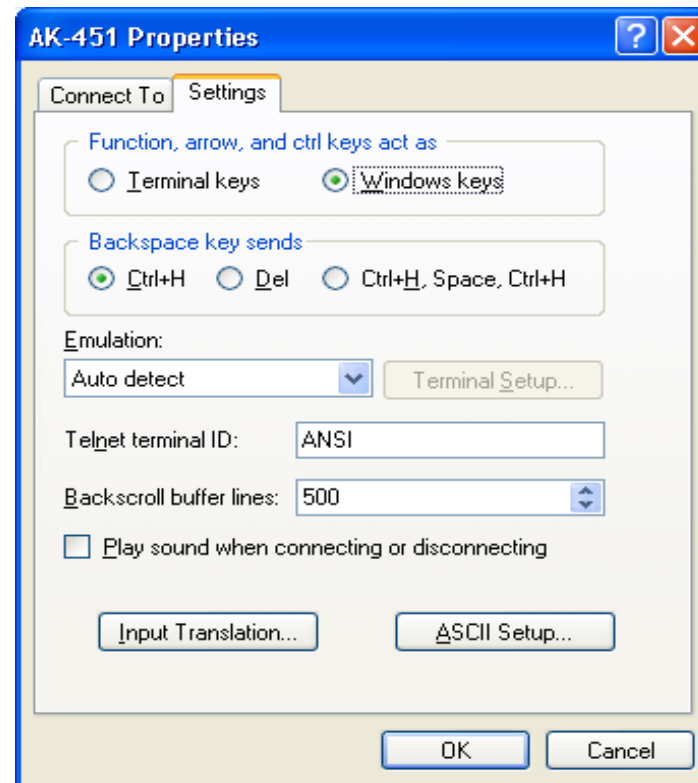 AK-451 Properties
Connect To Settings
Function, arrow, and ctrl keys act as
Terminal keys Windows keys
Backspace key sends
Ctrl+H Del Ctrl+H, Space, Ctrl+H
Emulation:
Auto detect Terminal Setup...
Telnet terminal ID: ANSI
Backscroll buffer lines: 500
Play sound when connecting or disconnecting
Input Translation... ASCII Setup...
OK Cancel